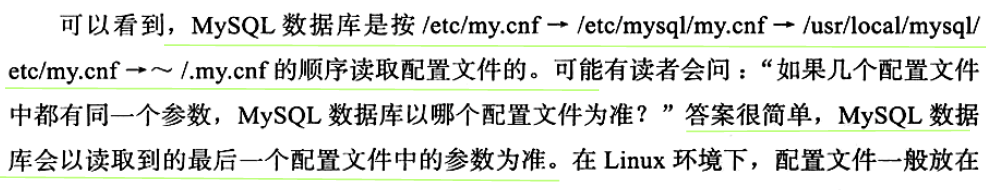 可以看到，MySQL 数据库是按 /etc/my.cnf → /etc/mysql/my.cnf → /usr/local/mysql/
etc/my.cnf →～ /.my.cnf 的顺序读取配置文件的。可能有读者会问：“如果几个配置文件
中都有同一个参数，MySQL 数据库以哪个配置文件为准？”答案很简单，MySQL 数据
库会以读取到的最后一个配置文件中的参数为准。在 Linux 环境下，配置文件一般放在